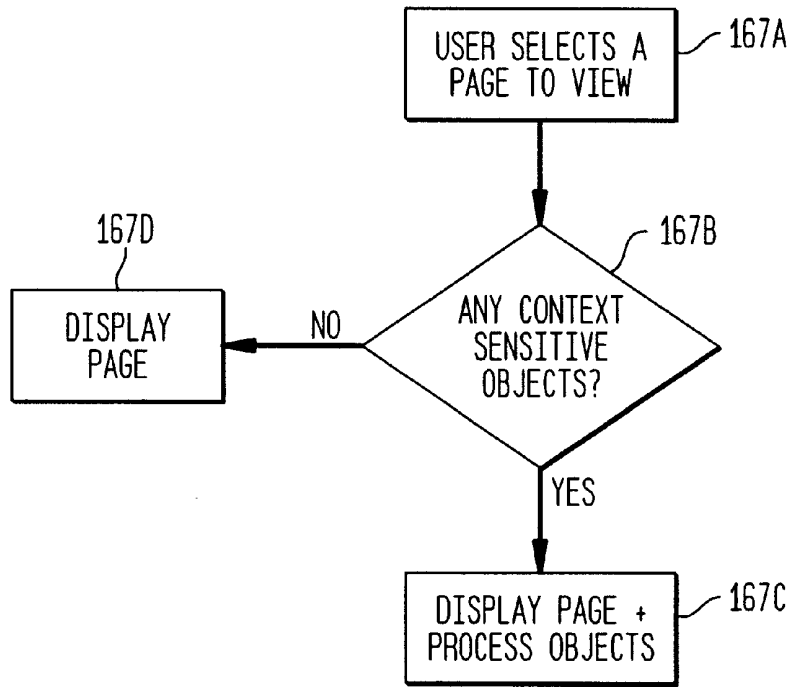 USER SELECTS A
PAGE TO VIEW
167A
167B
ANY CONTEXT
SENSITIVE
OBJECTS?
NO
167D
DISPLAY
PAGE
YES
DISPLAY PAGE +
PROCESS OBJECTS
167C